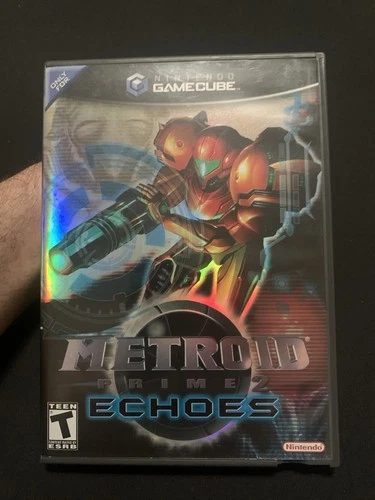 ONLY
FOR
NINTENDO
GAMECUBE
METROID
PRIME 2
ECHOES
TEEN
T
ESRB
Nintendo